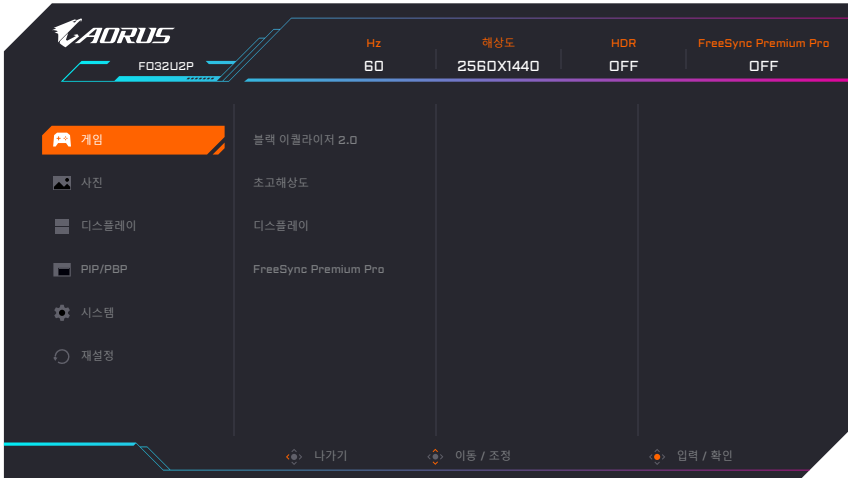 AORUS
FO32U2P
Hz
60
해상도
2560X1440
HDR
OFF
FreeSync Premium Pro
OFF
게임
사진
디스플레이
PIP/PBP
시스템
재설정
블랙 이퀄라이저 2.0
초고해상도
디스플레이
FreeSync Premium Pro
나가기
이동 / 조정
입력 / 확인